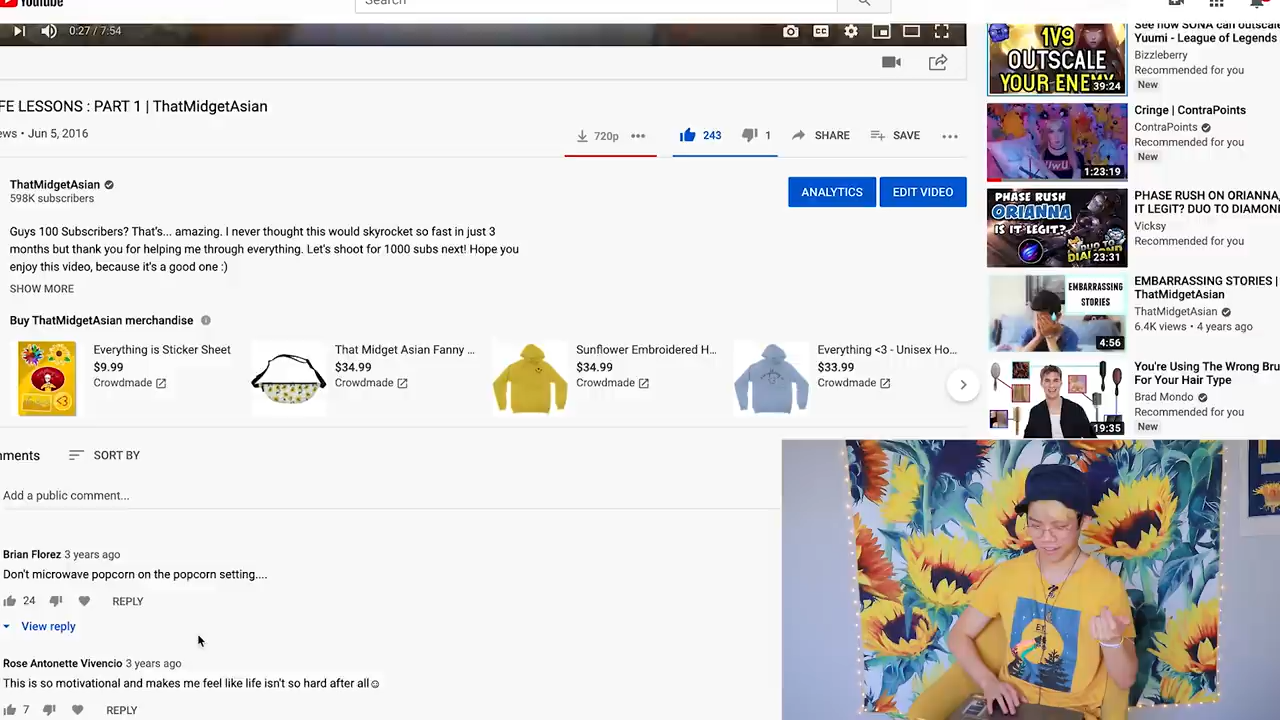 YouTube
Search
0:27 / 7:54
FE LESSONS : PART 1 | ThatMidgetAsian
ews • Jun 5, 2016
720p
243
1
SHARE
SAVE
ThatMidgetAsian
598K subscribers
ANALYTICS
EDIT VIDEO
Guys 100 Subscribers? That's... amazing. I never thought this would skyrocket so fast in just 3
months but thank you for helping me through everything. Let's shoot for 1000 subs next! Hope you
enjoy this video, because it's a good one :)
SHOW MORE
Buy ThatMidgetAsian merchandise
Everything is Sticker Sheet
$9.99
Crowdmade
That Midget Asian Fanny ...
$34.99
Crowdmade
Sunflower Embroidered H...
$34.99
Crowdmade
Everything <3 - Unisex Ho...
$33.99
Crowdmade
mments
SORT BY
Add a public comment...
Brian Florez 3 years ago
Don't microwave popcorn on the popcorn setting....
24
REPLY
View reply
Rose Antonette Vivencio 3 years ago
This is so motivational and makes me feel like life isn't so hard after all☺
7
REPLY
1V9
OUTSCALE
YOUR ENEMY
39:24
See how SONA can outscale
Yuumi - League of Legends
Bizzleberry
Recommended for you
New
UWU
1:23:19
Cringe | ContraPoints
ContraPoints
Recommended for you
New
PHASE RUSH ON
ORIANNA
IS IT LEGIT?
DUO TO
23:31
PHASE RUSH ON ORIANNA,
IT LEGIT? DUO TO DIAMON
Vicksy
Recommended for you
EMBARRASSING
STORIES
4:56
EMBARRASSING STORIES |
ThatMidgetAsian
ThatMidgetAsian
6.4K views • 4 years ago
19:35
You're Using The Wrong Bru
For Your Hair Type
Brad Mondo
Recommended for you
New